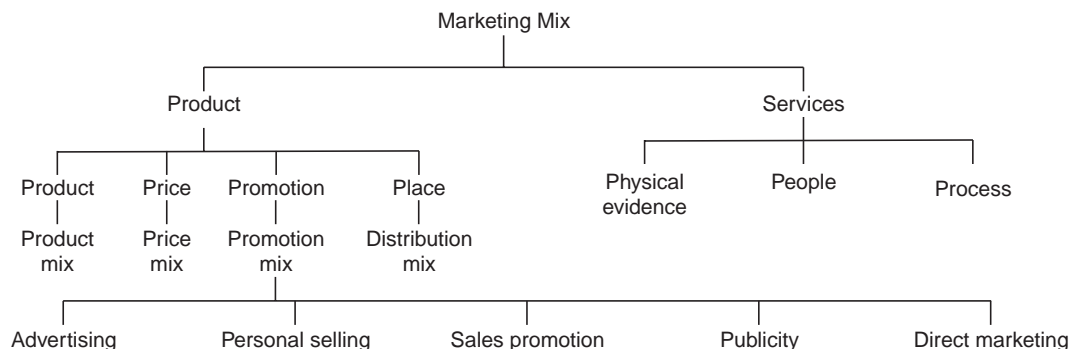 Marketing Mix
Product Services
Product Price Promotion Place Physical evidence People Process
Product mix Price mix Promotion mix Distribution mix
Advertising Personal selling Sales promotion Publicity Direct marketing